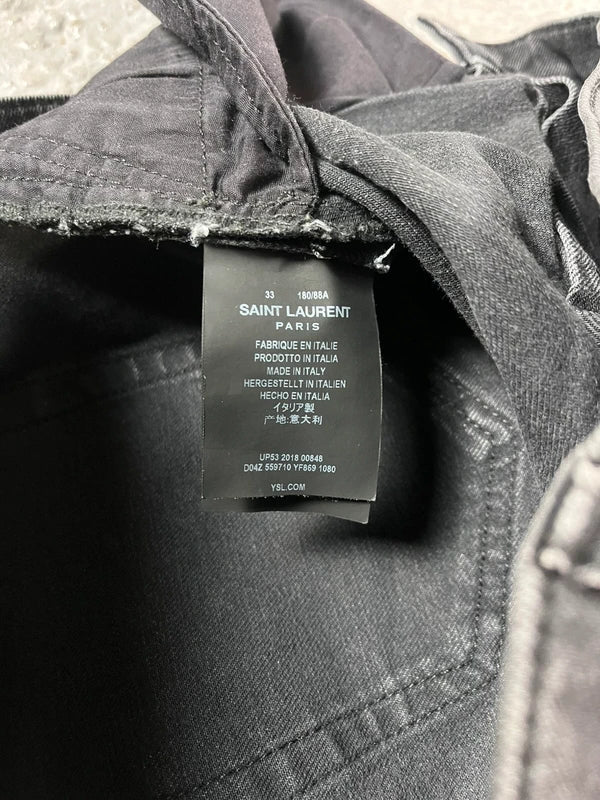 33 180/88A
SAINT LAURENT
PARIS
FABRIQUE EN ITALIE
PRODOTTO IN ITALIA
MADE IN ITALY
HERGESTELLT IN ITALIEN
HECHO EN ITALIA
イタリア製
产地:意大利
UP53 2018 00848
D04Z 559710 YF869 1080
YSL.COM